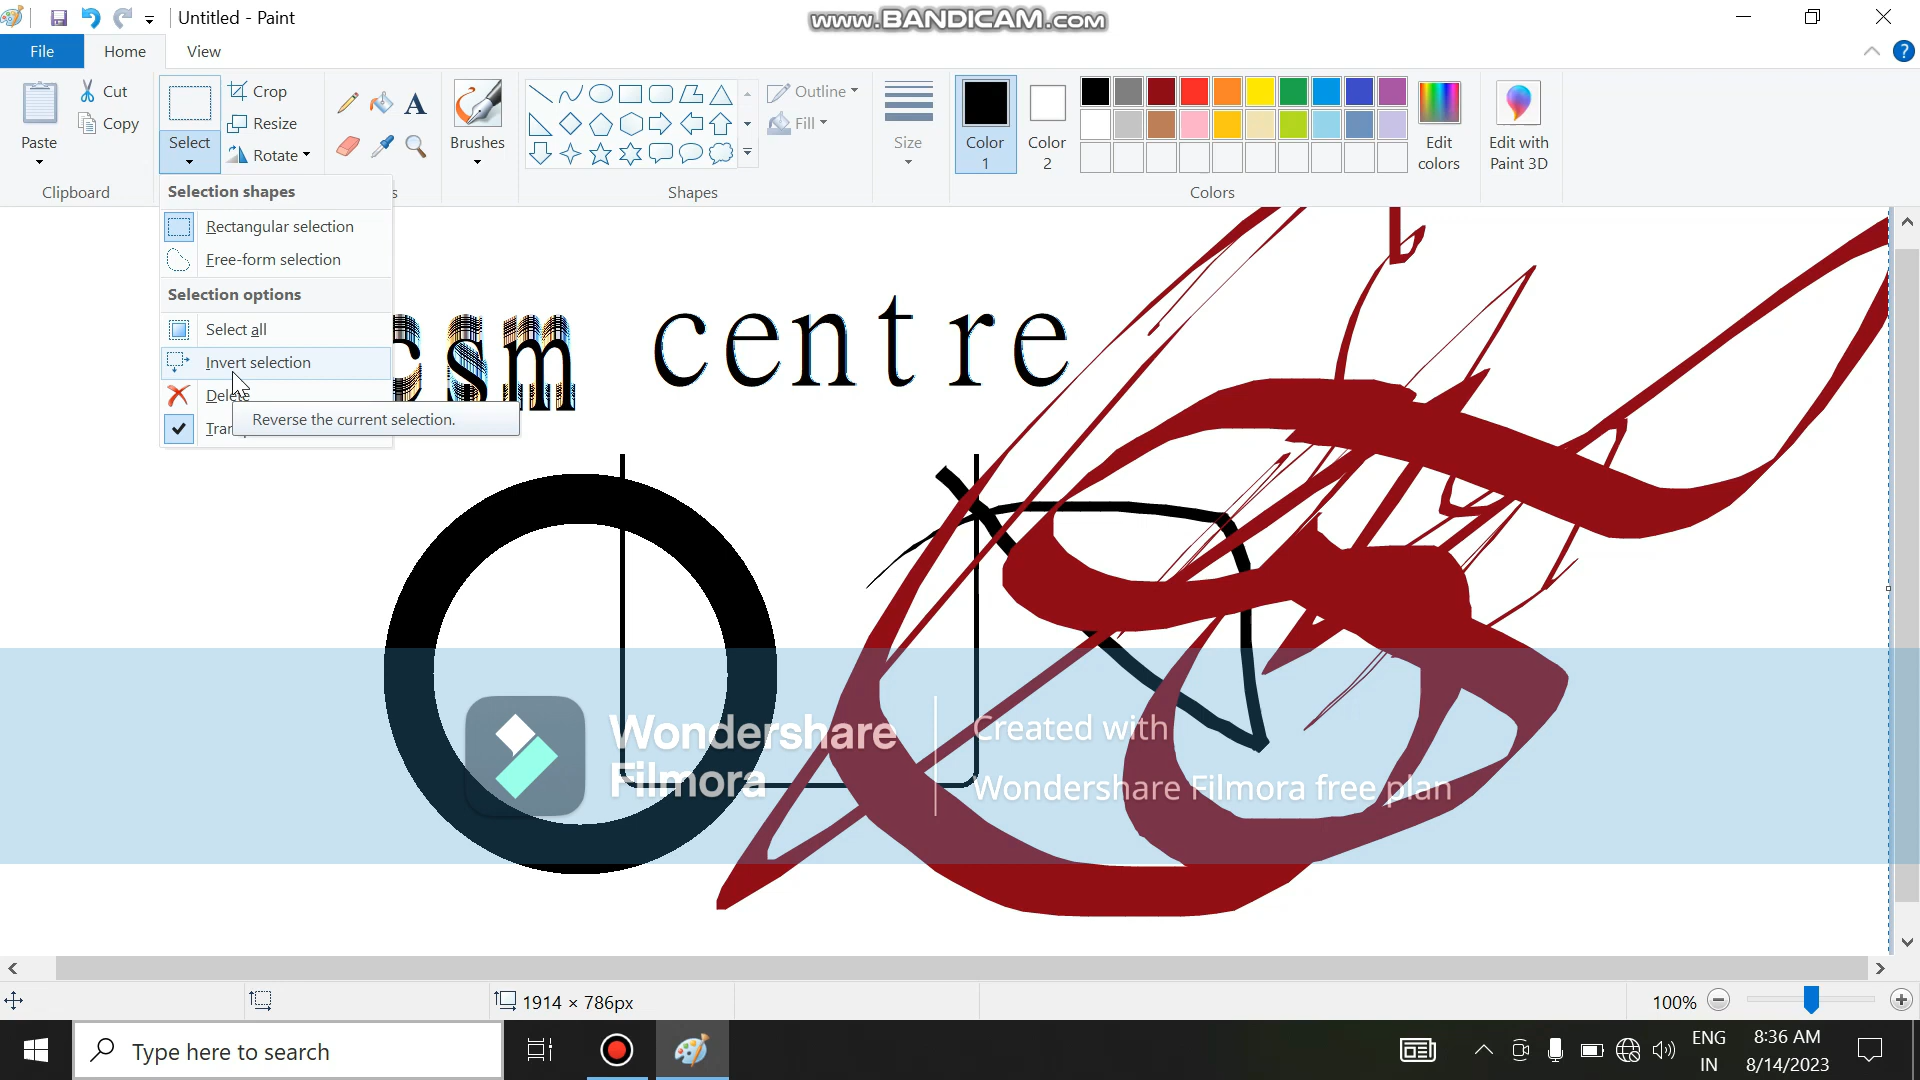 Untitled - Paint
www.BANDICAM.com
File
Home
View
Paste
Cut
Copy
Clipboard
Select
Crop
Resize
Rotate
Brushes
Shapes
Outline
Fill
Size
Color 1
Color 2
Colors
Edit colors
Edit with Paint 3D
Selection shapes
Rectangular selection
Free-form selection
Selection options
Select all
Invert selection
Reverse the current selection.
csm centre
Wondershare
Filmora
Created with
Wondershare Filmora free plan
1914 × 786px
100%
Type here to search
ENG
IN
8:36 AM
8/14/2023